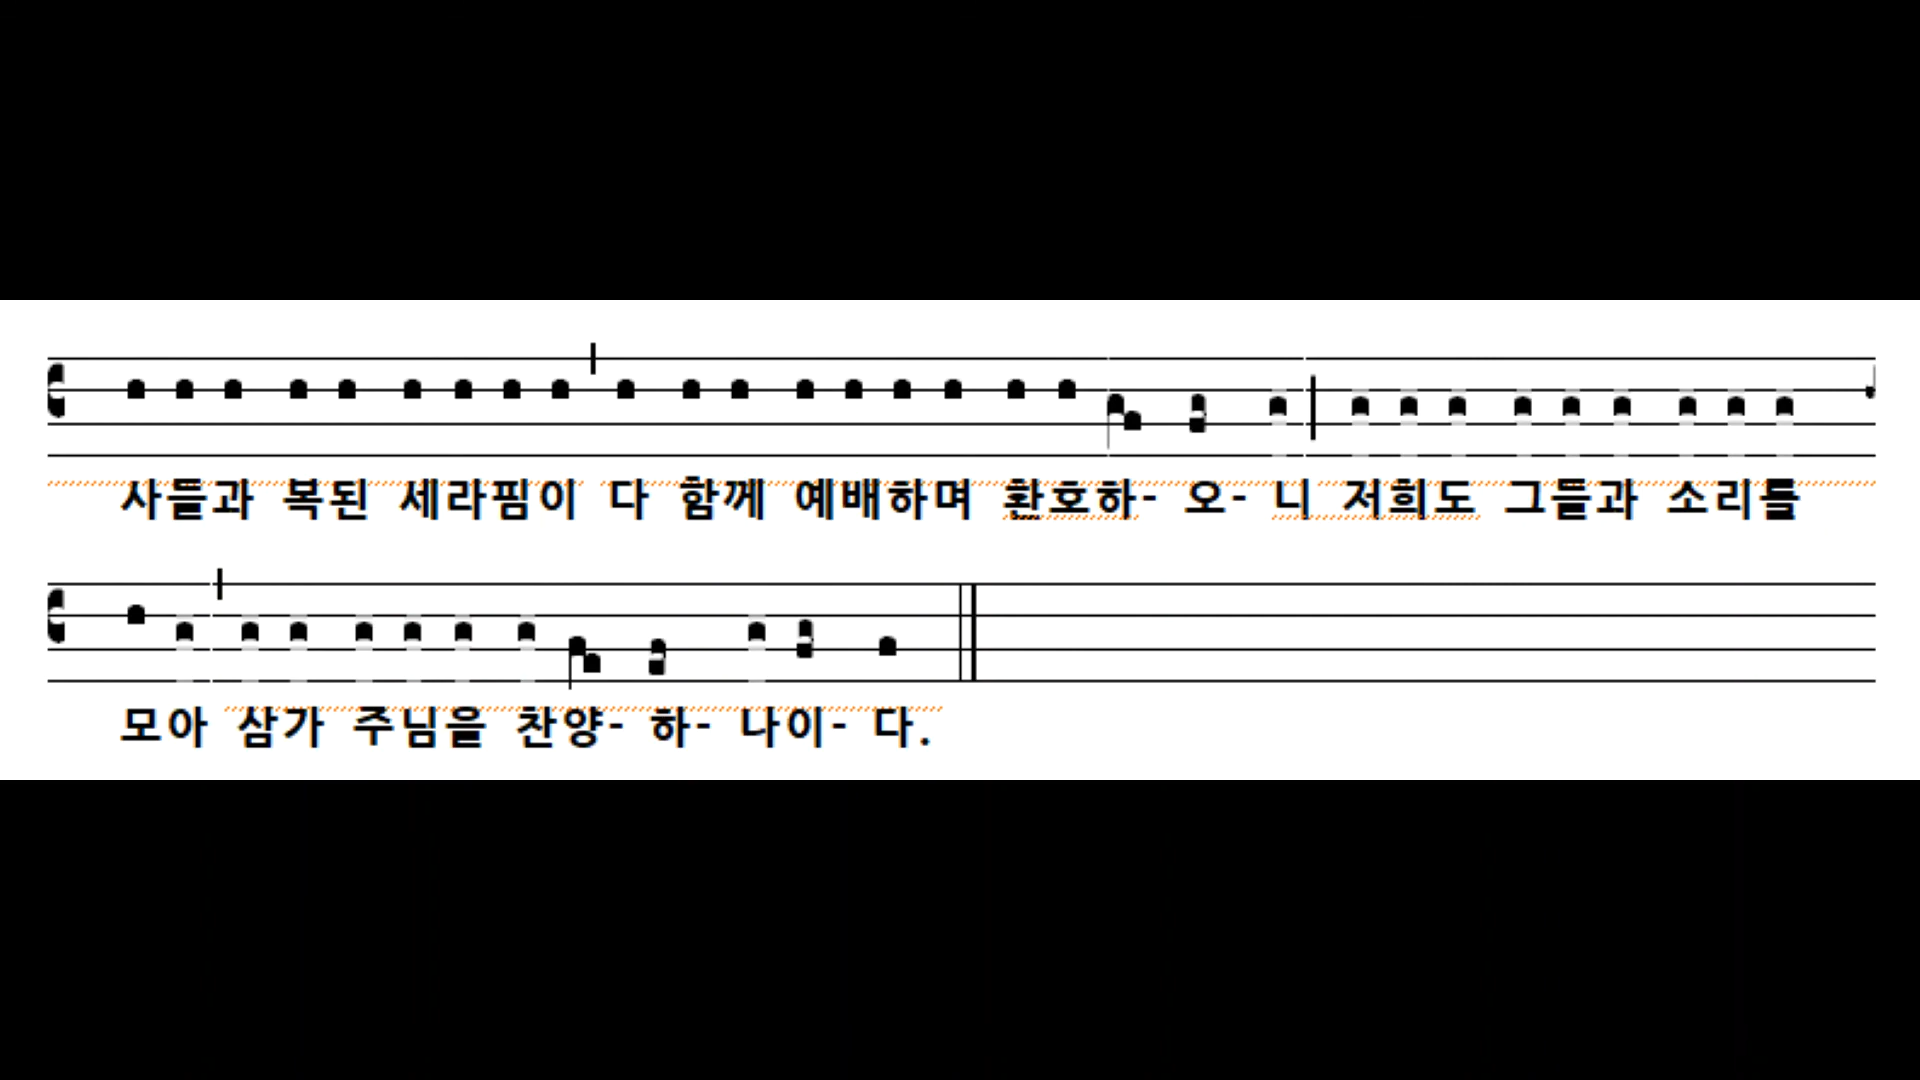 사들과 복된 세라핌이 다 함께 예배하며 환호하- 오- 니 저희도 그들과 소리를
모아 삼가 주님을 찬양- 하- 나이- 다.